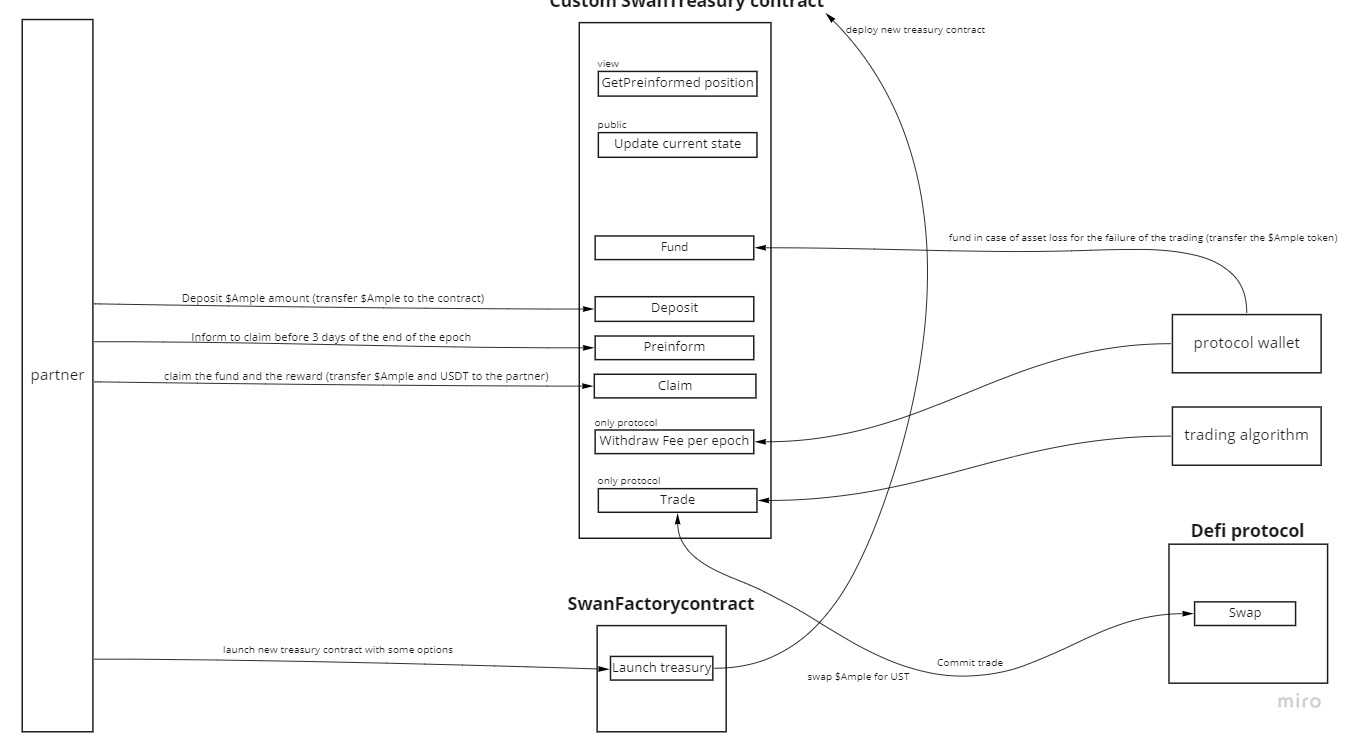 Custom SwanTreasury contract
deploy new treasury contract
view
GetPreinformed position
public
Update current state
fund in case of asset loss for the failure of the trading (transfer the $Ample token)
Fund
Deposit $Ample amount (transfer $Ample to the contract)
Deposit
Inform to claim before 3 days of the end of the epoch
Preinform
protocol wallet
partner
claim the fund and the reward (transfer $Ample and USDT to the partner)
Claim
only protocol
Withdraw Fee per epoch
trading algorithm
only protocol
Trade
Defi protocol
SwanFactorycontract
Swap
launch new treasury contract with some options
Launch treasury
Commit trade
swap $Ample for UST
miro